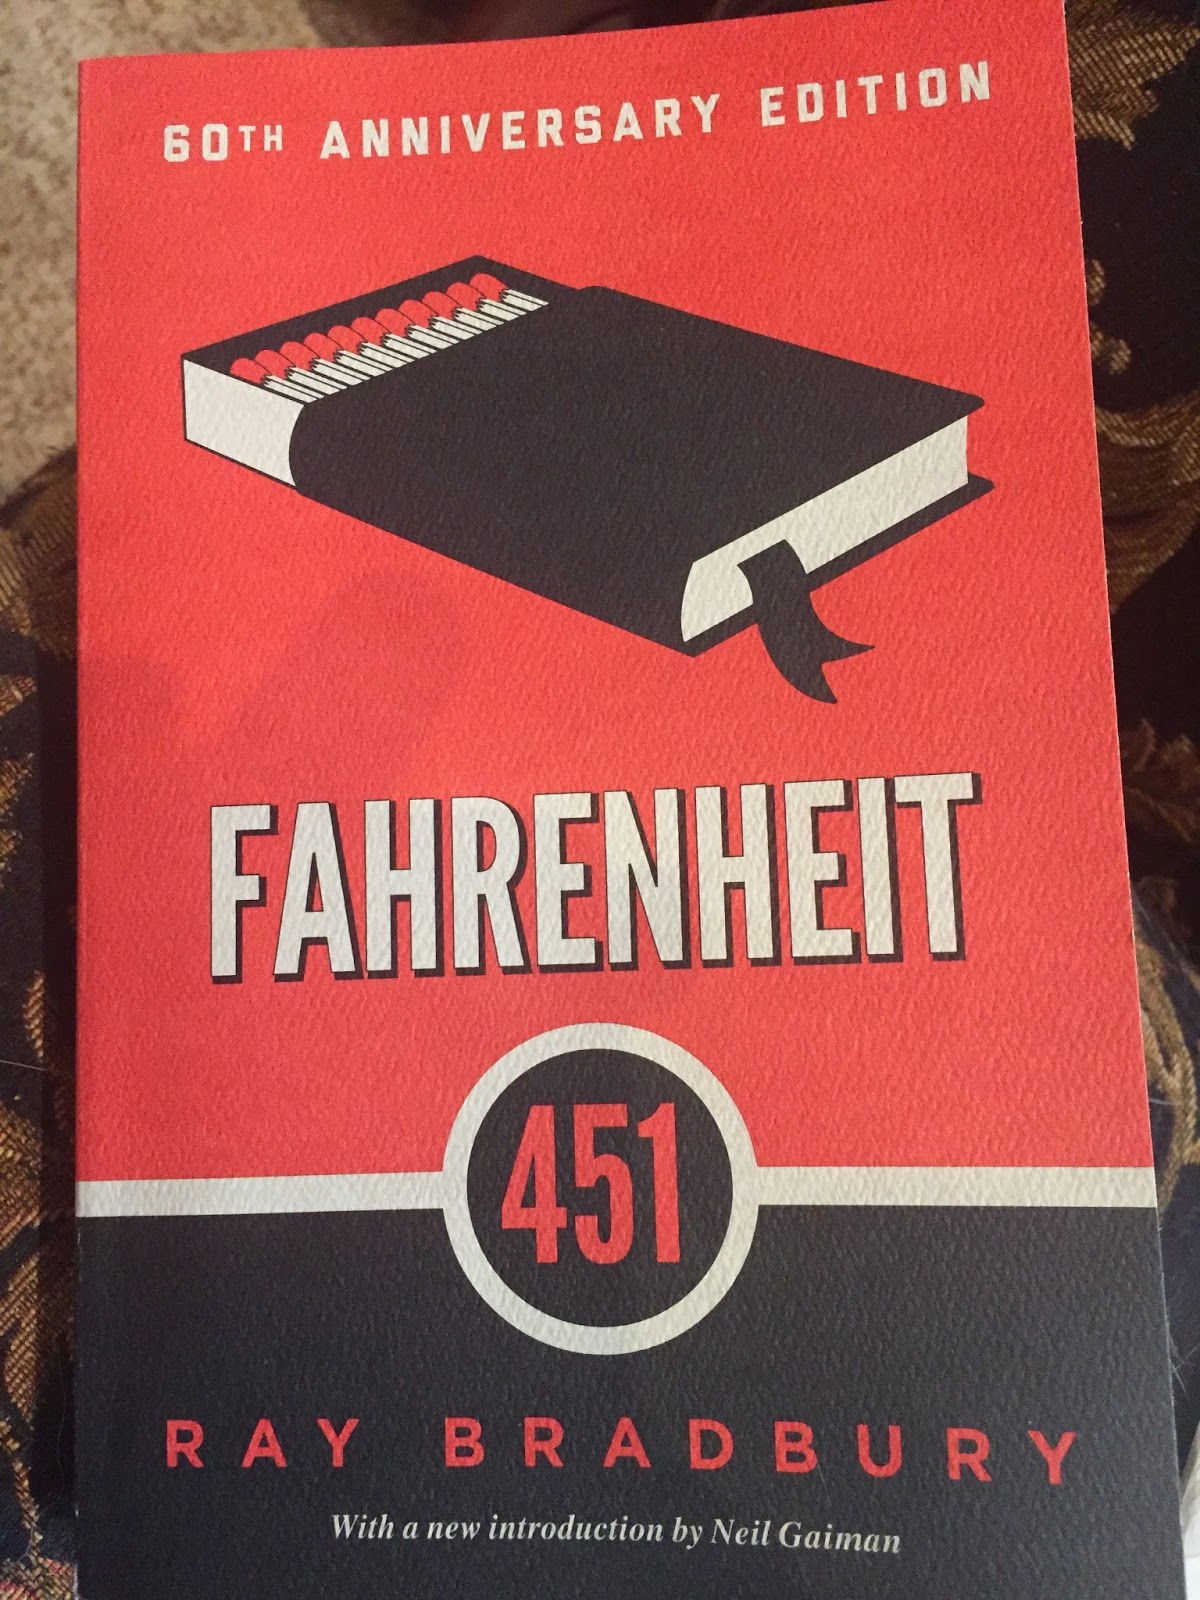 60TH ANNIVERSARY EDITION
FAHRENHEIT
451
RAY BRADBURY
With a new introduction by Neil Gaiman